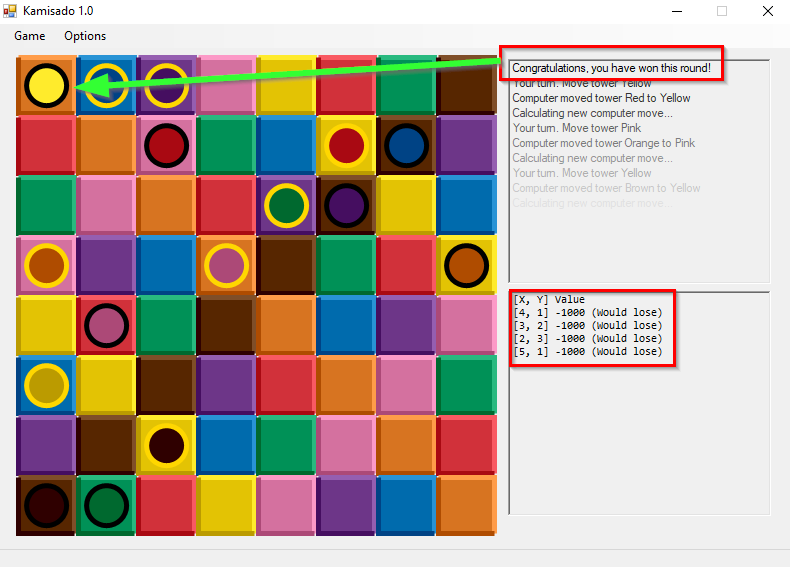 Kamisado 1.0
Game Options
Congratulations, you have won this round!
Your turn. Move tower Yellow
Computer moved tower Red to Yellow
Calculating new computer move...
Your turn. Move tower Pink
Computer moved tower Orange to Pink
Calculating new computer move...
Your turn. Move tower Yellow
Computer moved tower Brown to Yellow
Calculating new computer move...
[X, Y] Value
[4, 1] -1000 (Would lose)
[3, 2] -1000 (Would lose)
[2, 3] -1000 (Would lose)
[5, 1] -1000 (Would lose)